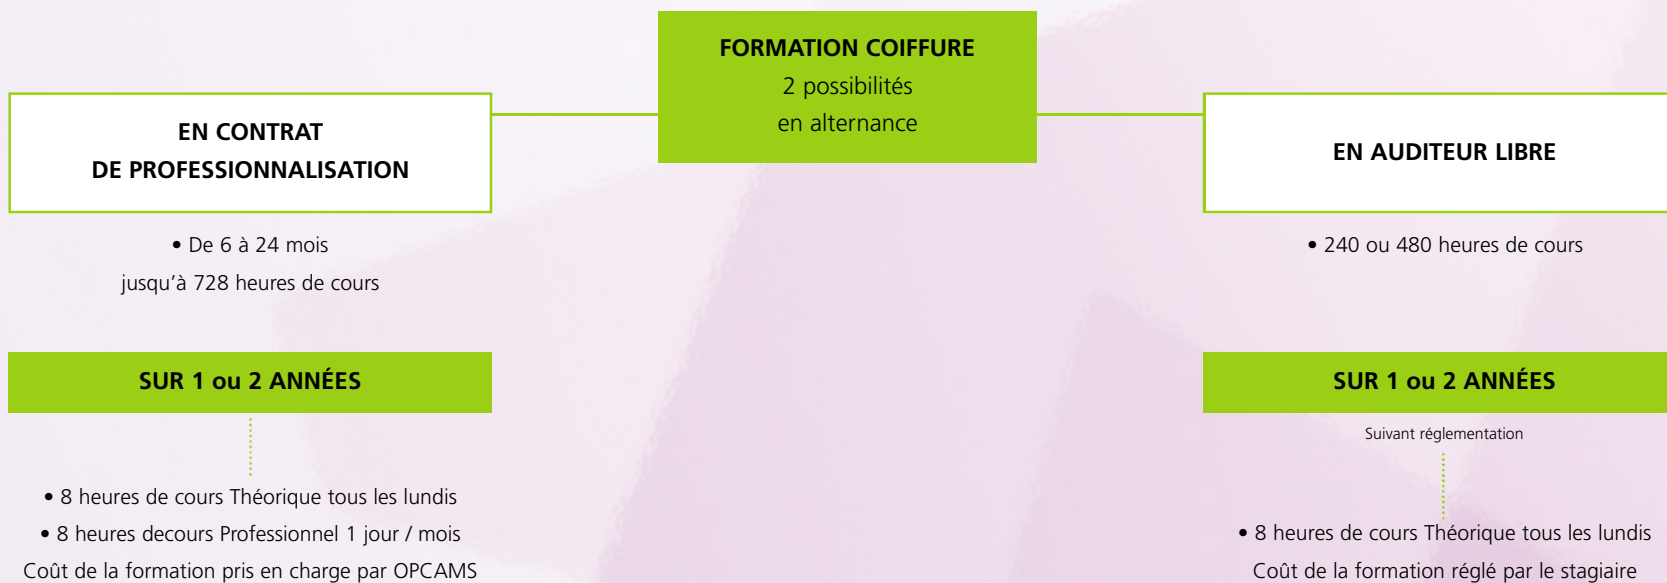 FORMATION COIFFURE
2 possibilités
en alternance
EN CONTRAT
DE PROFESSIONNALISATION
• De 6 à 24 mois
jusqu'à 728 heures de cours
SUR 1 ou 2 ANNÉES
• 8 heures de cours Théorique tous les lundis
• 8 heures decours Professionnel 1 jour / mois
Coût de la formation pris en charge par OPCAMS
EN AUDITEUR LIBRE
• 240 ou 480 heures de cours
SUR 1 ou 2 ANNÉES
Suivant réglementation
• 8 heures de cours Théorique tous les lundis
Coût de la formation réglé par le stagiaire